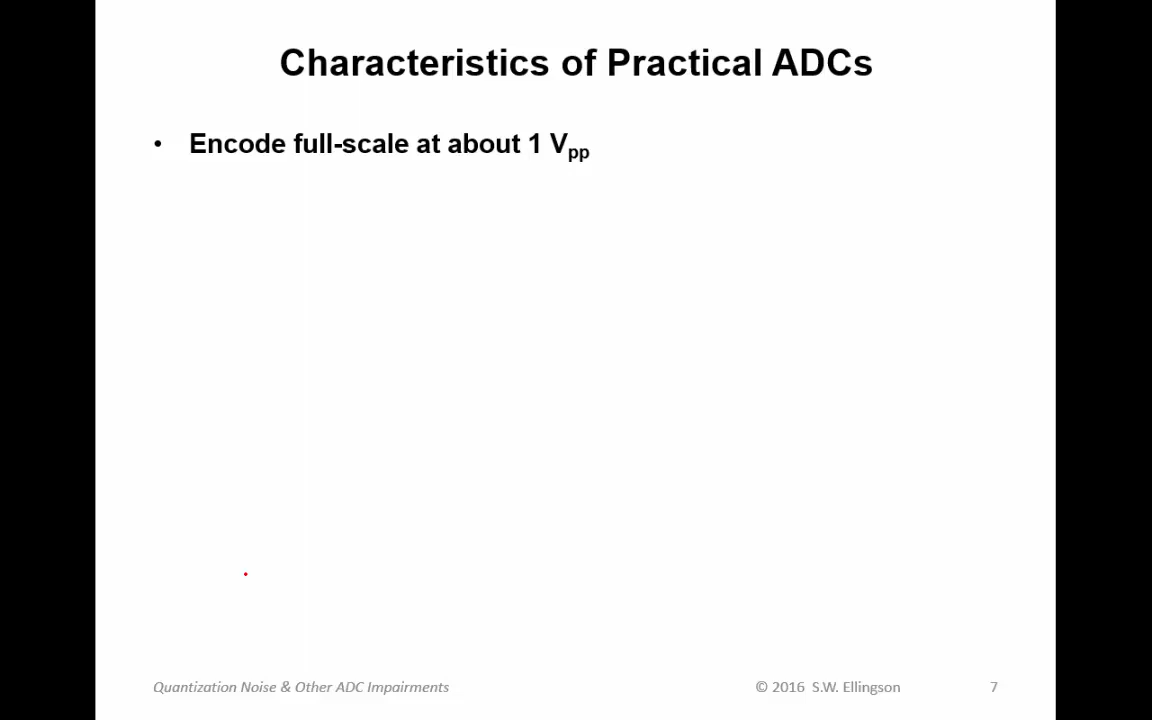 Characteristics of Practical ADCs
• Encode full-scale at about 1 Vpp
Quantization Noise & Other ADC Impairments
© 2016 S.W. Ellingson
7